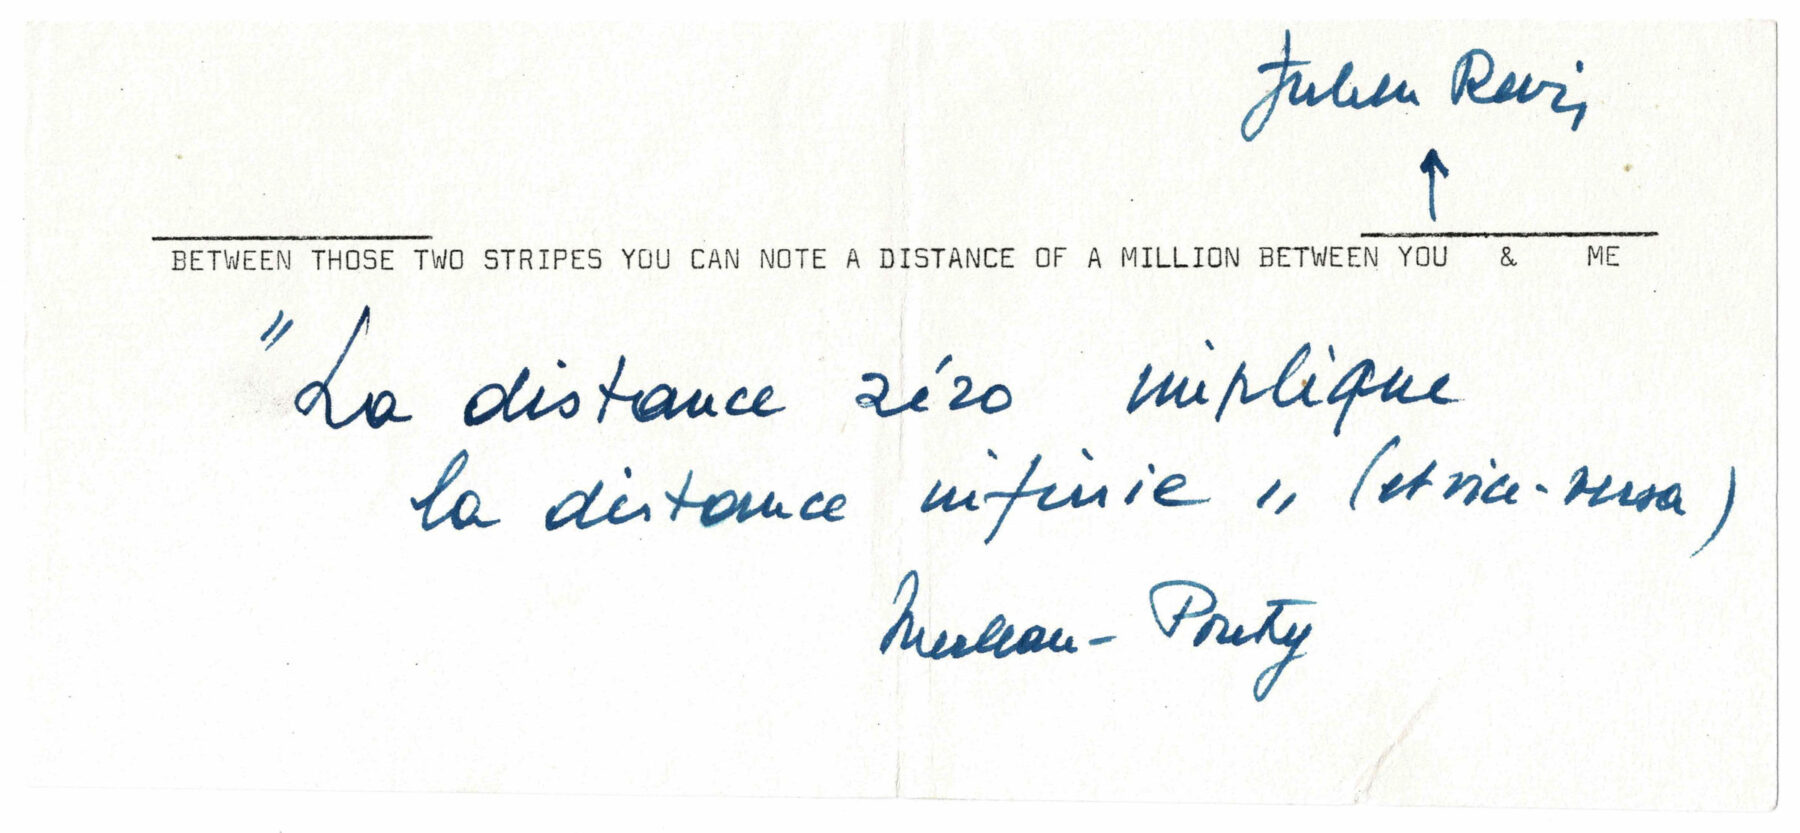 Julien Revis
↑
BETWEEN THOSE TWO STRIPES YOU CAN NOTE A DISTANCE OF A MILLION BETWEEN YOU & ME
"La distance zéro implique
la distance infinie" (et vice-versa)
Merleau-Ponty